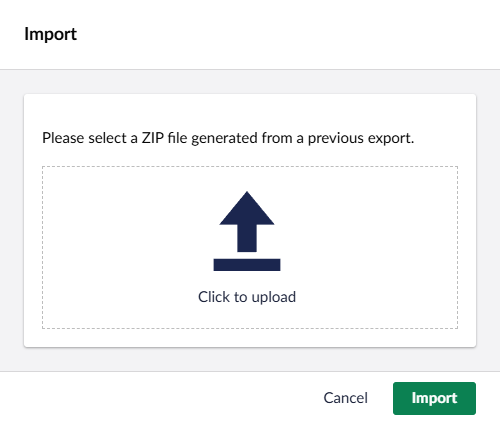 Import
Please select a ZIP file generated from a previous export.
Click to upload
Cancel
Import